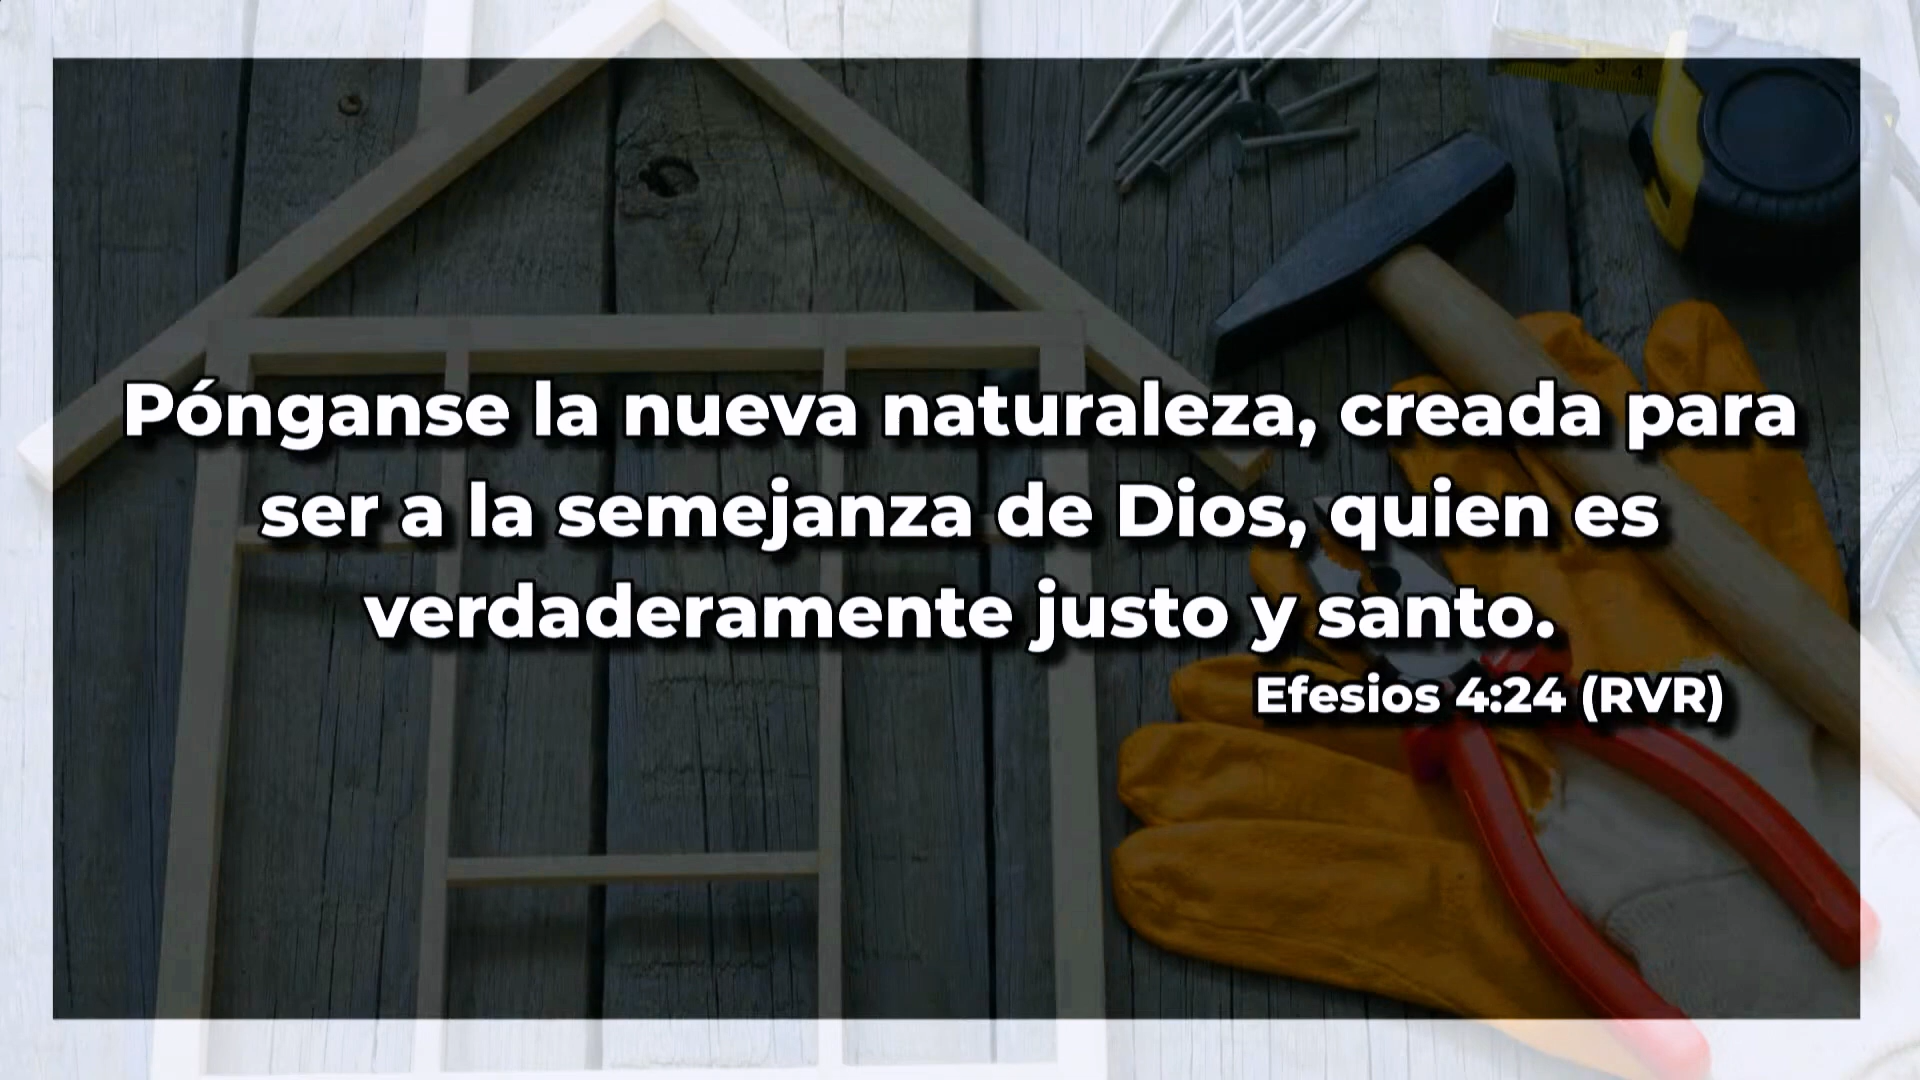 Pónganse la nueva naturaleza, creada para
ser a la semejanza de Dios, quien es
verdaderamente justo y santo.
Efesios 4:24 (RVR)